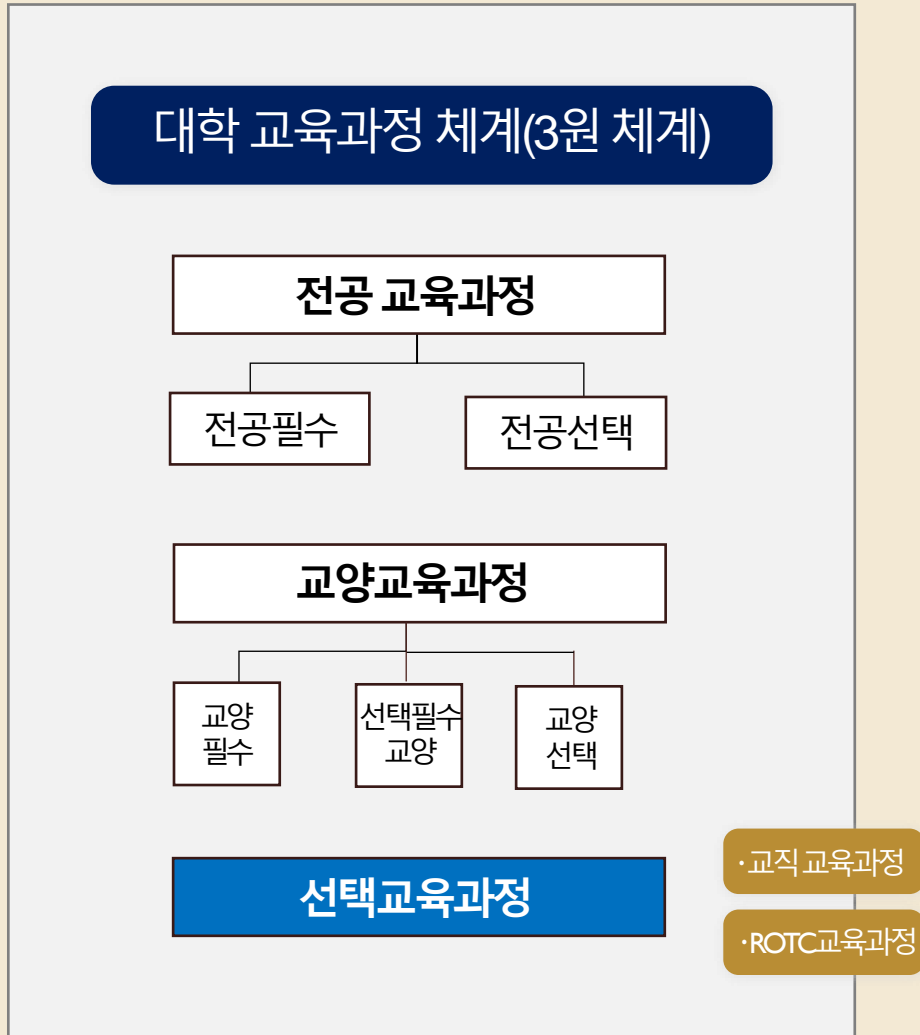 대학 교육과정 체계(3원 체계)
전공 교육과정
전공필수
전공선택
교양교육과정
교양
필수
선택필수
교양
교양
선택
선택교육과정
·교직 교육과정
·ROTC교육과정